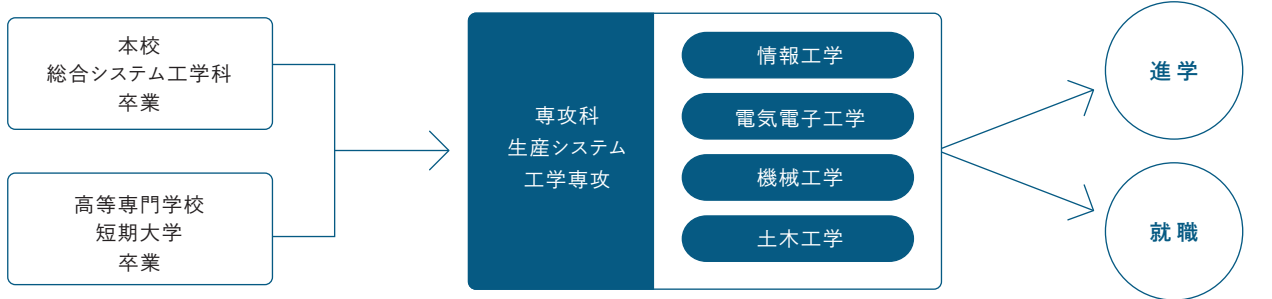 本校
総合システム工学科
卒業
高等専門学校
短期大学
卒業
専攻科
生産システム
工学専攻
情報工学
電気電子工学
機械工学
土木工学
進学
就職